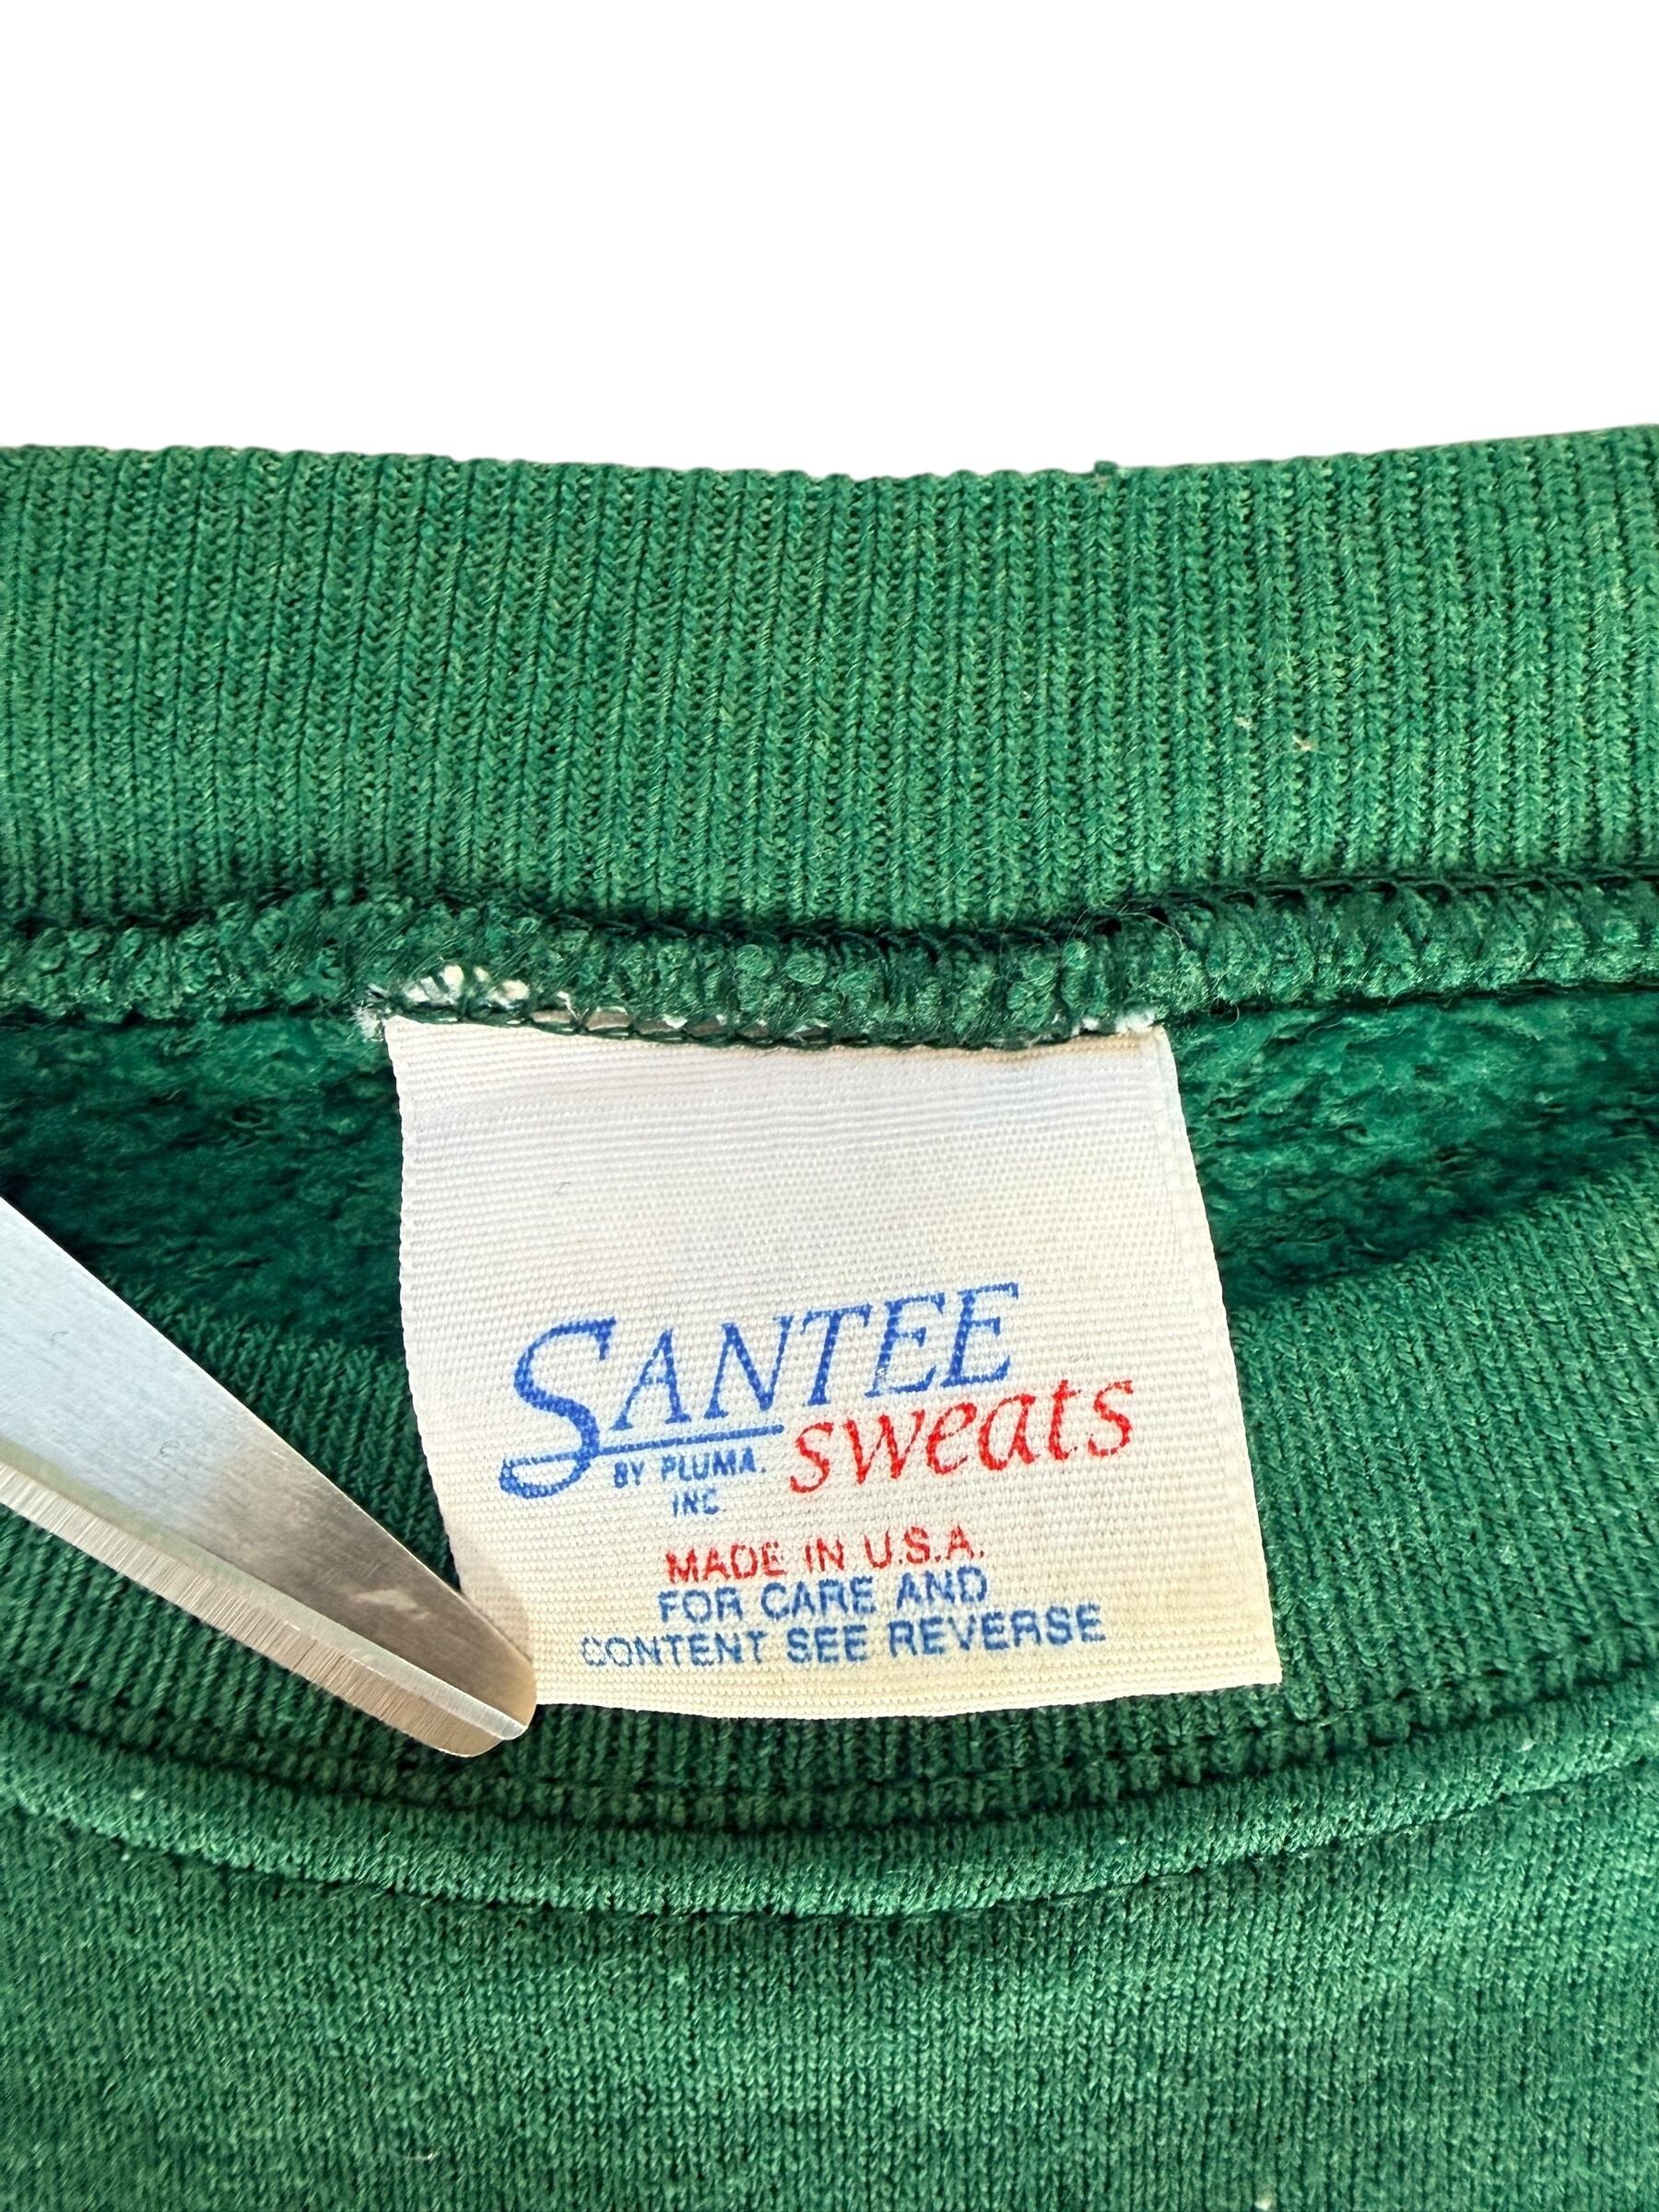 SANTEE
sweats
BY PLUMA.
INC
MADE IN U.S.A.
FOR CARE AND
CONTENT SEE REVERSE